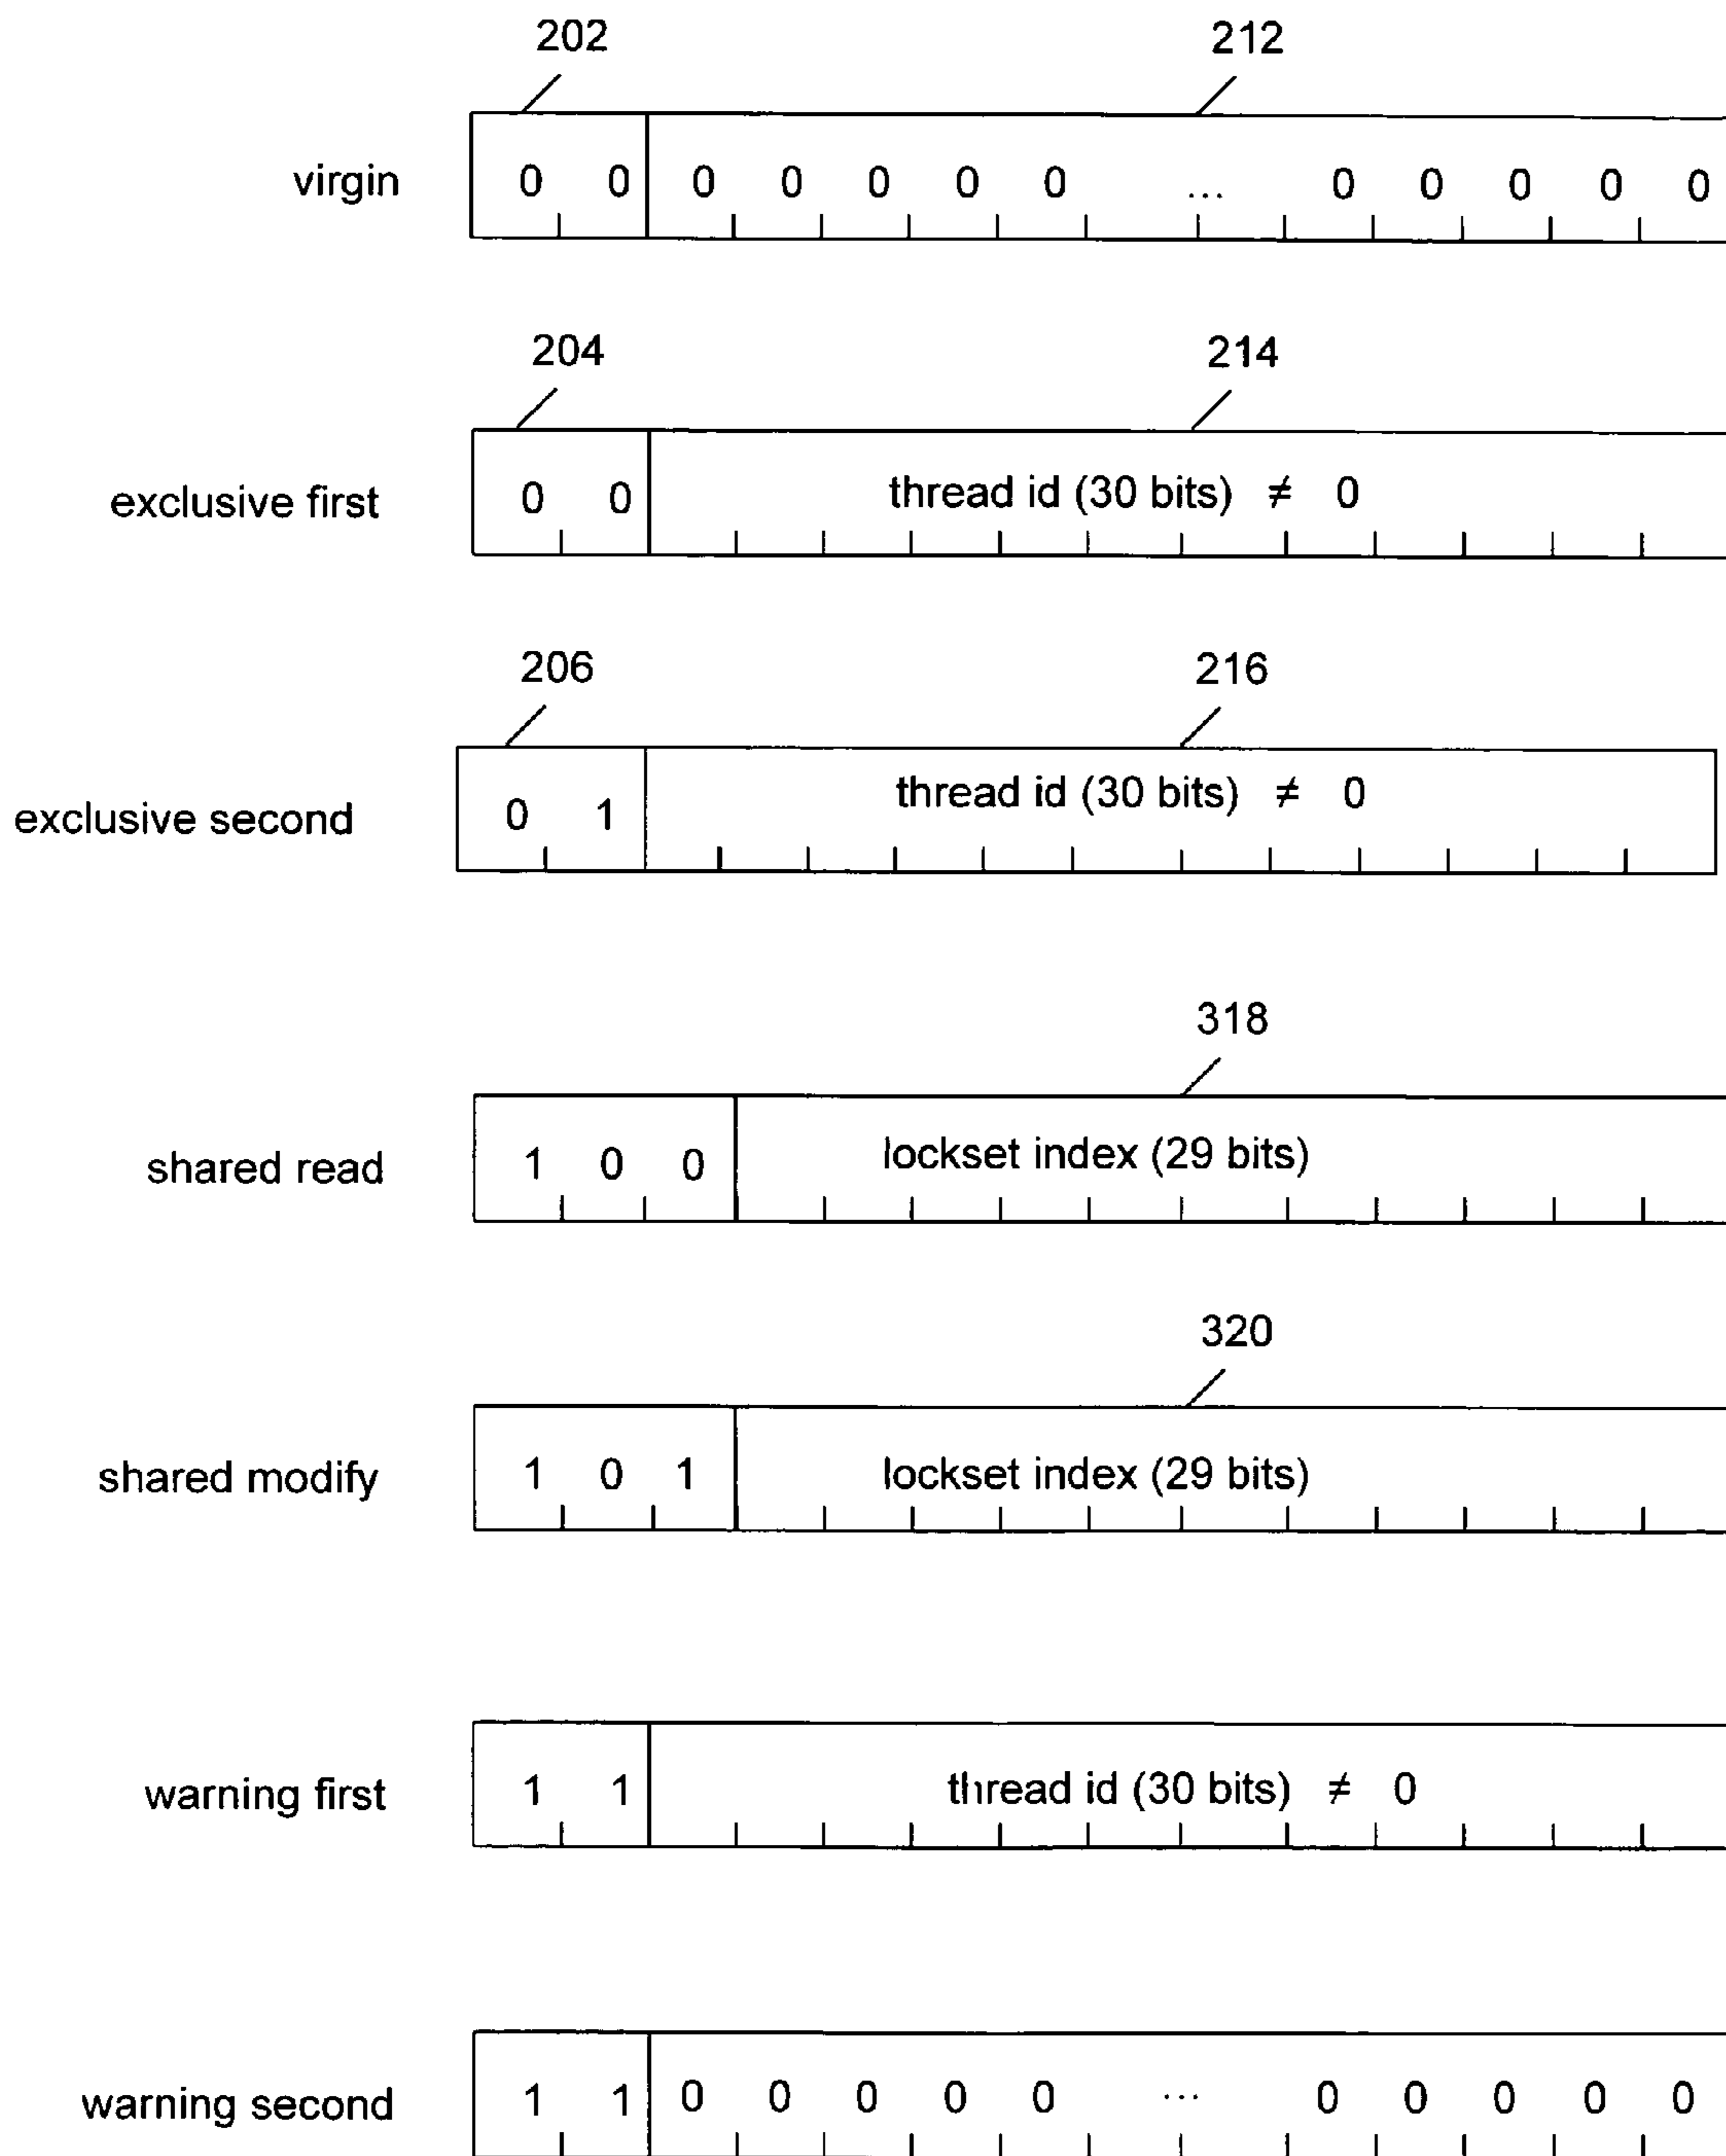 202 212
virgin 0 0 0 0 0 0 0 ... 0 0 0 0 0
204 214
exclusive first 0 0 thread id (30 bits) ≠ 0
206 216
exclusive second 0 1 thread id (30 bits) ≠ 0
318
shared read 1 0 0 lockset index (29 bits)
320
shared modify 1 0 1 lockset index (29 bits)
warning first 1 1 thread id (30 bits) ≠ 0
warning second 1 1 0 0 0 0 0 ... 0 0 0 0 0